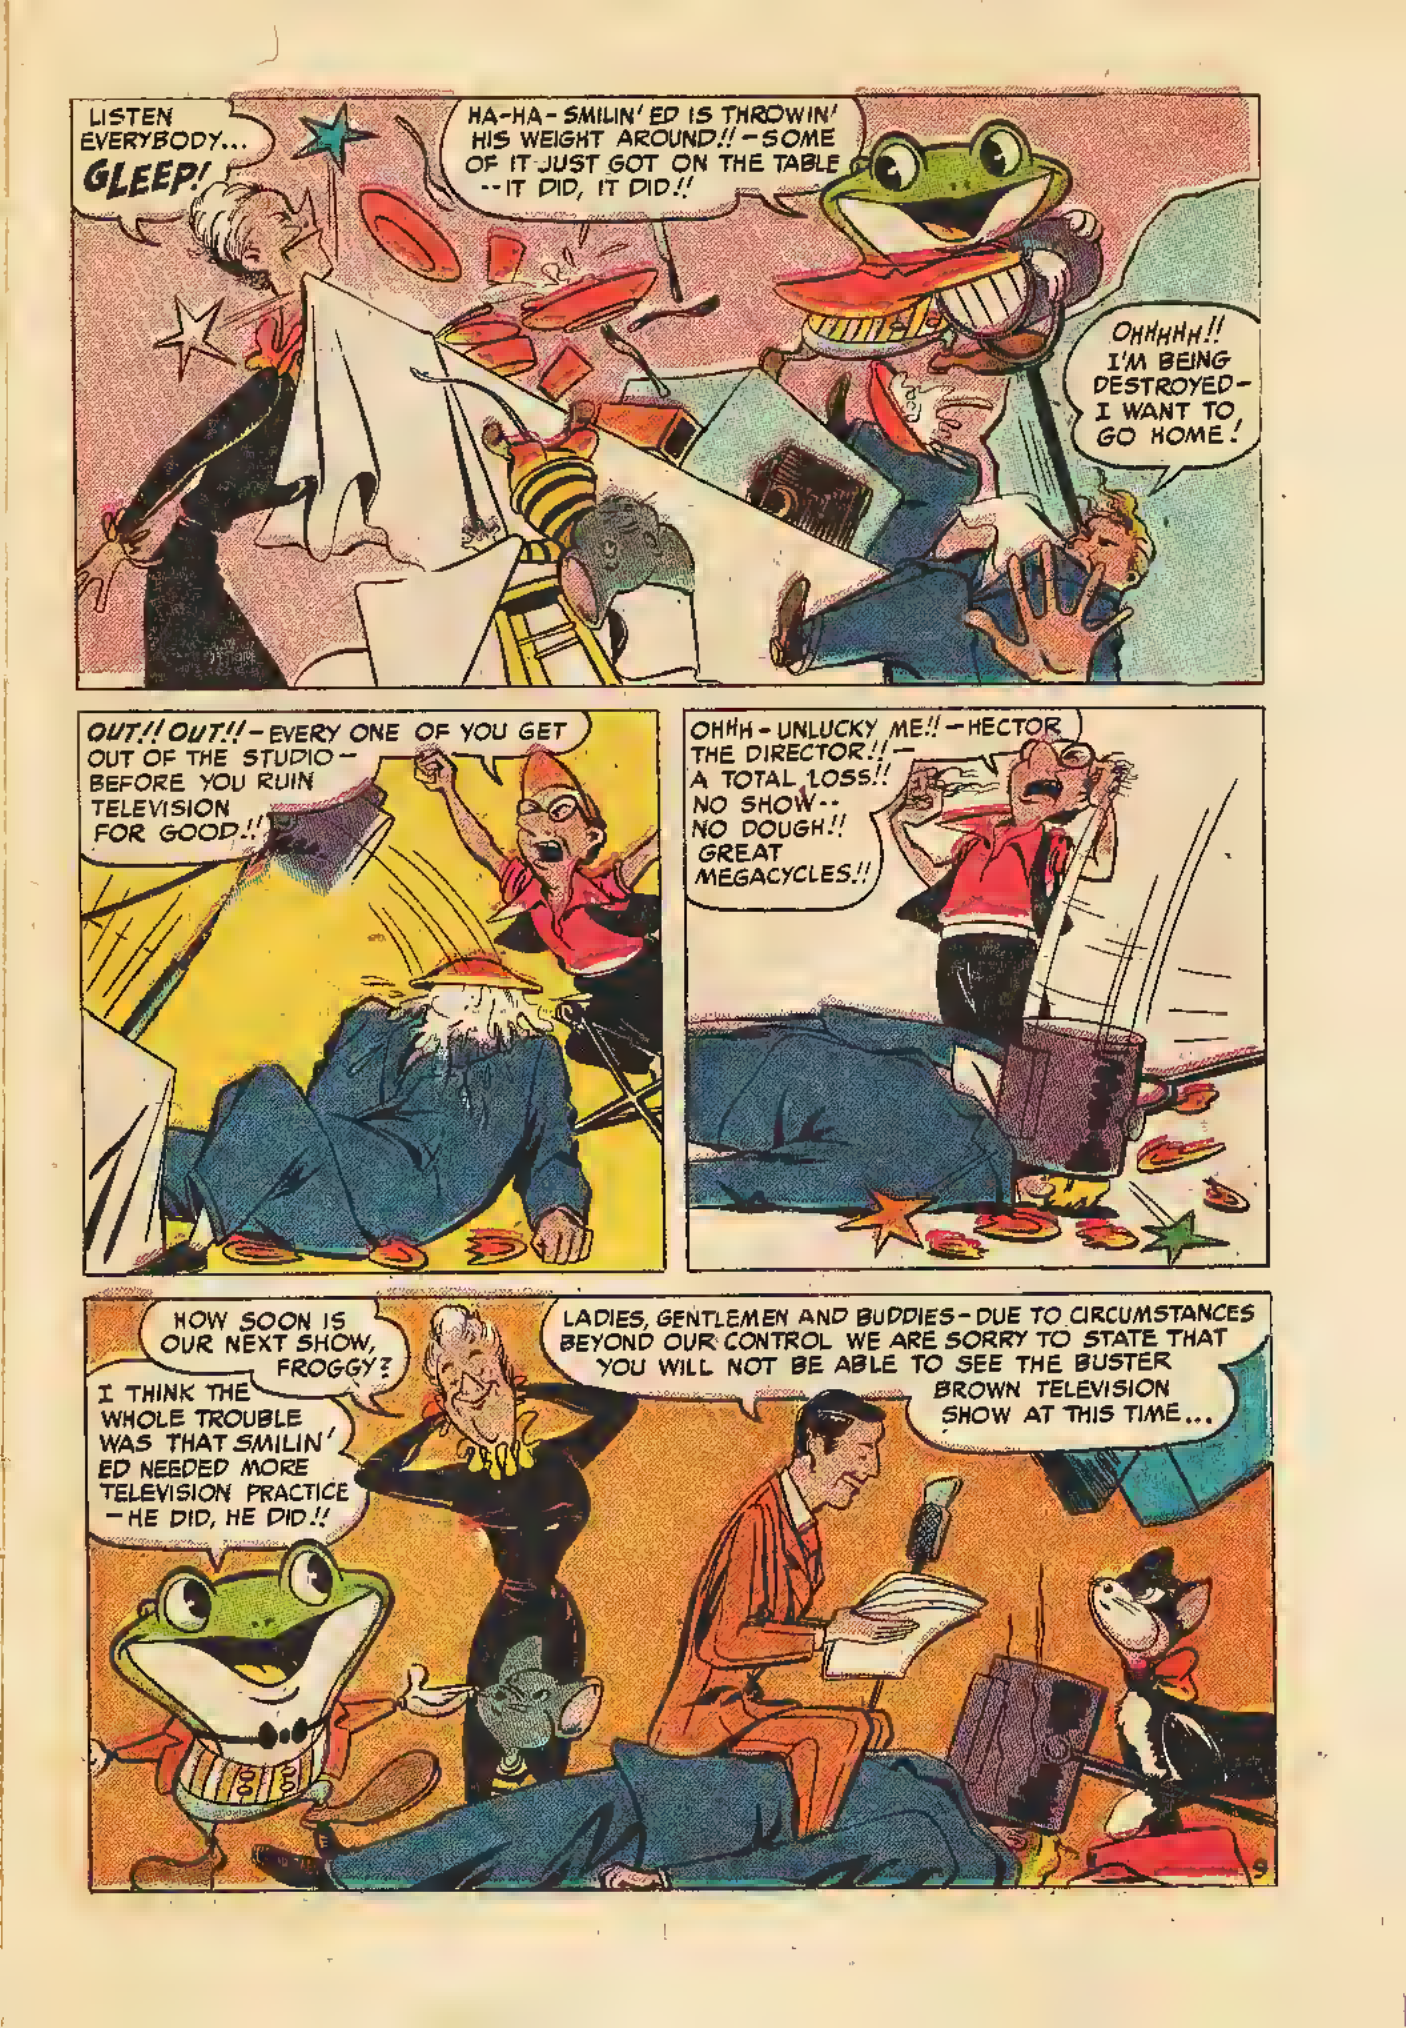 LISTEN
EVERYBODY...
GLEEP!
HA-HA-SMILIN' ED IS THROWIN'
HIS WEIGHT AROUND!!-SOME
OF IT JUST GOT ON THE TABLE
--IT DID, IT DID!!
OHHHHH!!
I'M BEING
DESTROYED-
I WANT TO
GO HOME!
OUT!! OUT!!-EVERY ONE OF YOU GET
OUT OF THE STUDIO-
BEFORE YOU RUIN
TELEVISION
FOR GOOD!!
OHHH-UNLUCKY ME!!-HECTOR
THE DIRECTOR!!-
A TOTAL LOSS!!
NO SHOW--
NO DOUGH!!
GREAT
MEGACYCLES!!
HOW SOON IS
OUR NEXT SHOW,
FROGGY?
I THINK THE
WHOLE TROUBLE
WAS THAT SMILIN'
ED NEEDED MORE
TELEVISION PRACTICE
-HE DID, HE DID!!
LADIES, GENTLEMEN AND BUDDIES-DUE TO CIRCUMSTANCES
BEYOND OUR CONTROL WE ARE SORRY TO STATE THAT
YOU WILL NOT BE ABLE TO SEE THE BUSTER
BROWN TELEVISION
SHOW AT THIS TIME...
9